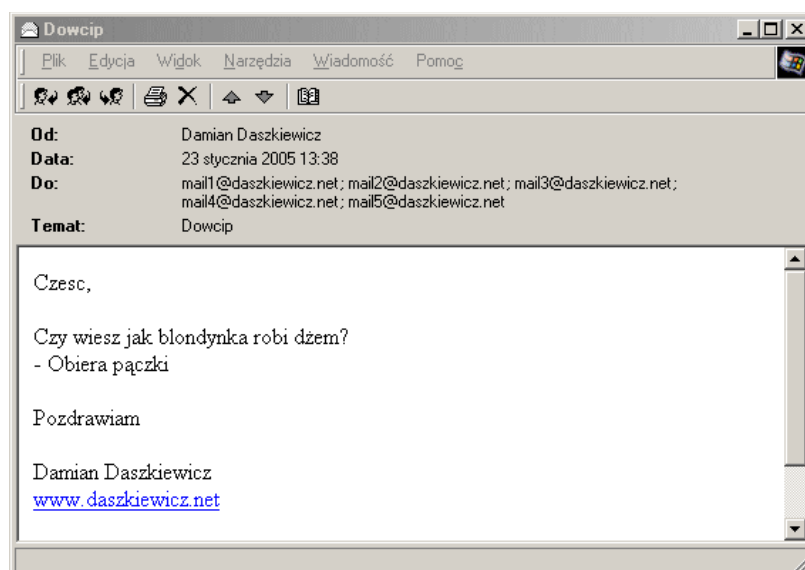 Dowcip
Plik Edycja Widok Narzędzia Wiadomość Pomoc
Od: Damian Daszkiewicz
Data: 23 stycznia 2005 13:38
Do: mail1@daszkiewicz.net; mail2@daszkiewicz.net; mail3@daszkiewicz.net;
mail4@daszkiewicz.net; mail5@daszkiewicz.net
Temat: Dowcip
Czesc,
Czy wiesz jak blondynka robi dżem?
- Obiera pączki
Pozdrawiam
Damian Daszkiewicz
www.daszkiewicz.net